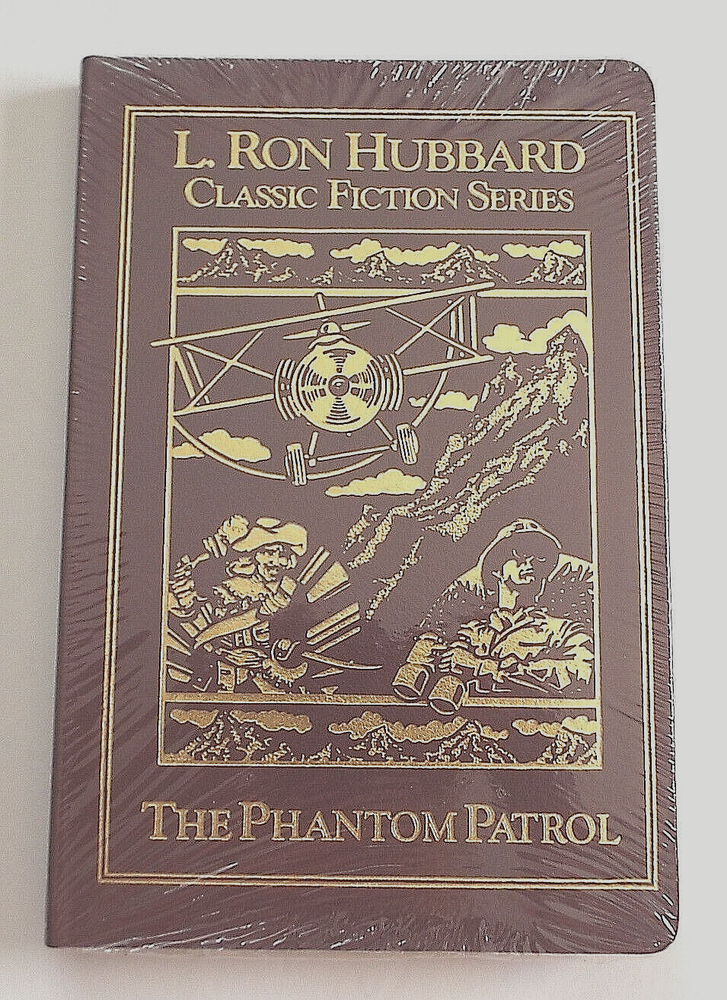 L. RON HUBBARD
CLASSIC FICTION SERIES
THE PHANTOM PATROL